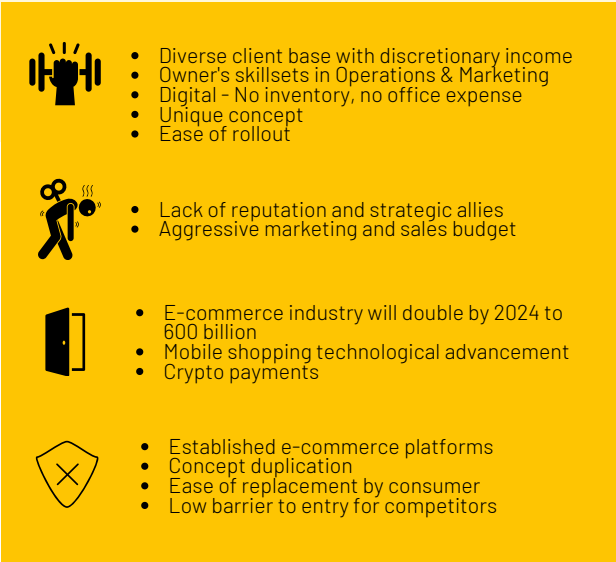 • Diverse client base with discretionary income
• Owner's skillsets in Operations & Marketing
• Digital - No inventory, no office expense
• Unique concept
• Ease of rollout
• Lack of reputation and strategic allies
• Aggressive marketing and sales budget
• E-commerce industry will double by 2024 to
600 billion
• Mobile shopping technological advancement
• Crypto payments
• Established e-commerce platforms
• Concept duplication
• Ease of replacement by consumer
• Low barrier to entry for competitors